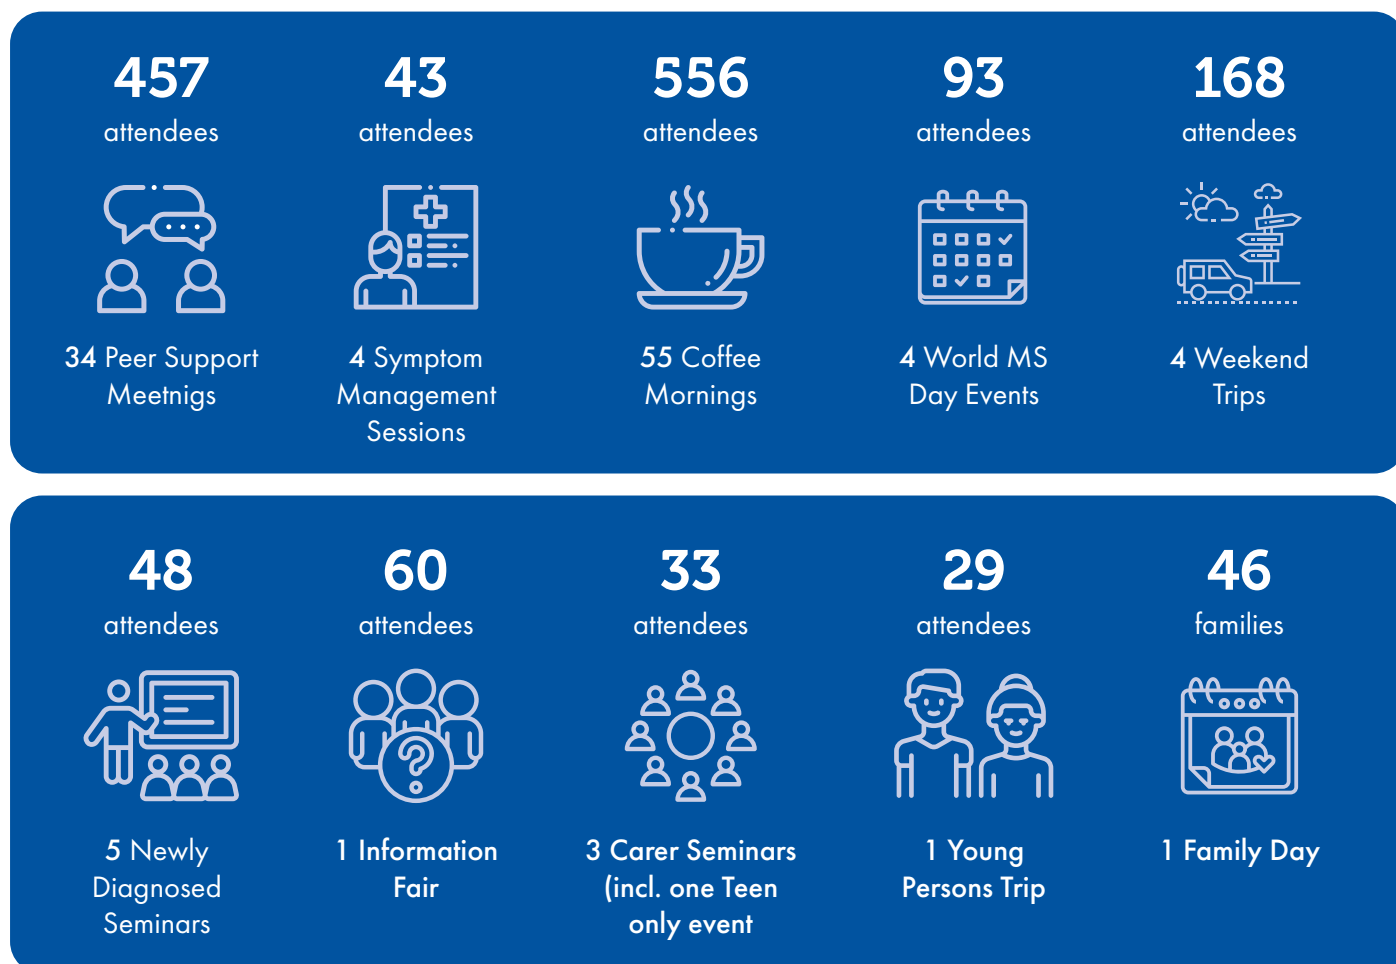 457
attendees
34 Peer Support
Meetnigs
43
attendees
4 Symptom
Management
Sessions
556
attendees
55 Coffee
Mornings
93
attendees
4 World MS
Day Events
168
attendees
4 Weekend
Trips
48
attendees
5 Newly
Diagnosed
Seminars
60
attendees
1 Information
Fair
33
attendees
3 Carer Seminars
(incl. one Teen
only event
29
attendees
1 Young
Persons Trip
46
families
1 Family Day